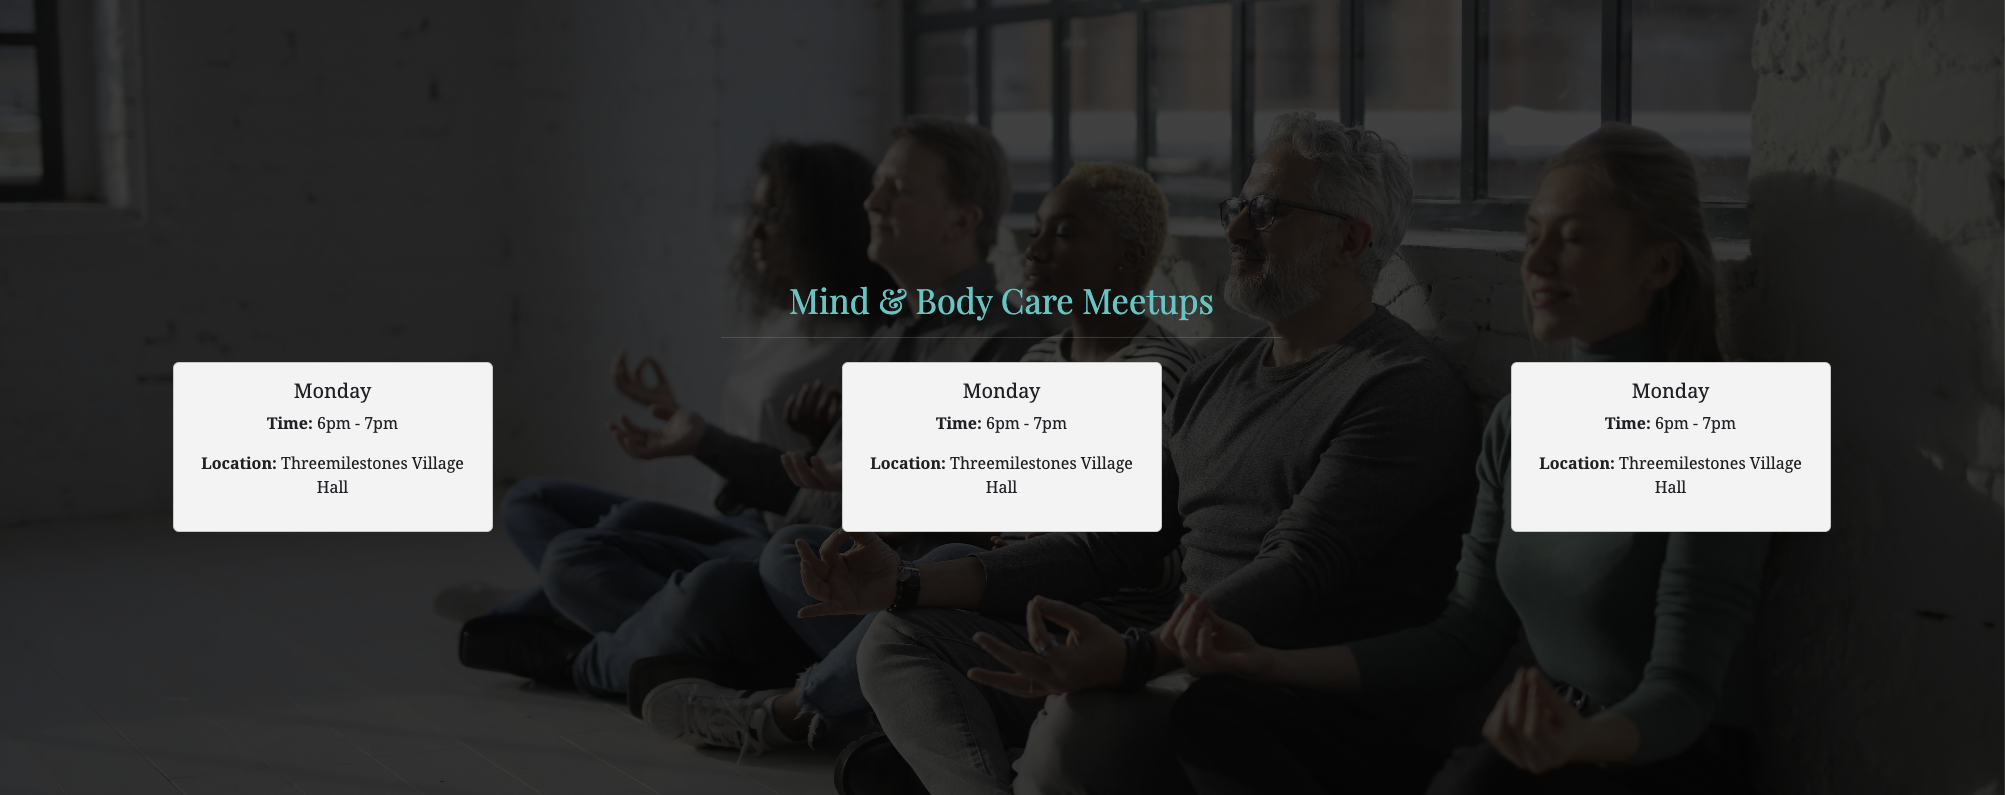 Mind & Body Care Meetups
Monday
Time: 6pm - 7pm
Location: Threemilestones Village
Hall
Monday
Time: 6pm - 7pm
Location: Threemilestones Village
Hall
Monday
Time: 6pm - 7pm
Location: Threemilestones Village
Hall